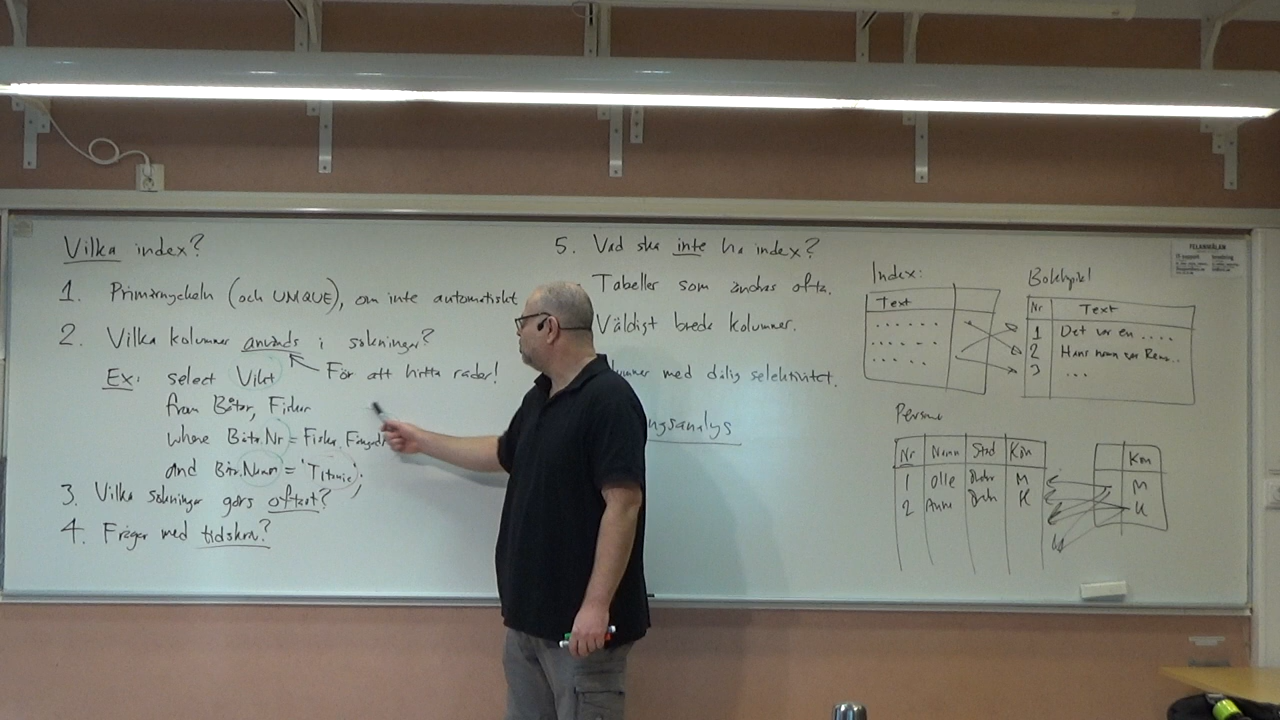 Vilka index?
1. Primärnyckeln (och UNIQUE), om inte automatiskt
2. Vilka kolumner används i sökningar?
För att hitta rader!
Ex: select Vikt
from Båtar, Fiskar
where Båtar.Nr = Fiskar.Fångad
and Båtar.Namn = 'Titanic';
3. Vilka sökningar görs oftast?
4. Frågor med tidskrav?
5. Vad ska inte ha index?
Tabeller som ändras ofta.
Väldigt breda kolumner.
med dålig selektivitet.
ngsanalys
Index:
Text
Nr Text
1 Det var en ....
2 Hans namn var
3 ...
Nr Namn Stad Kön
1 Olle M
2 K
Kön
M
K
FELANMÄLAN